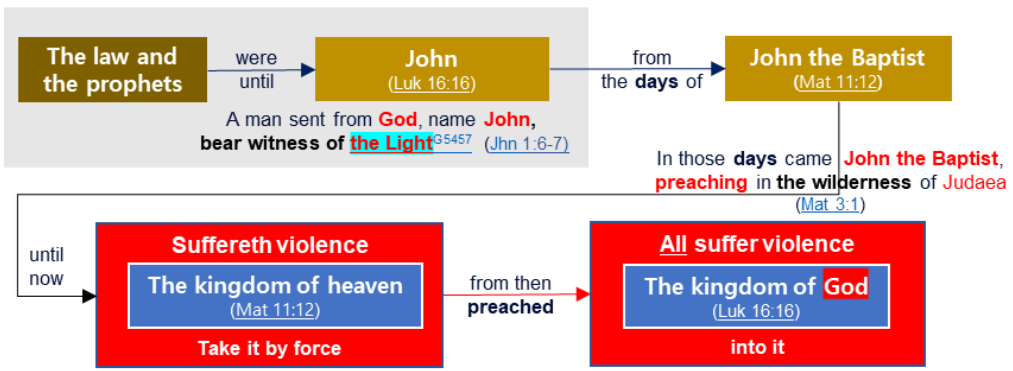 The law and
the prophets
were
until
John
(Luk 16:16)
from
the days of
John the Baptist
(Mat 11:12)
A man sent from God, name John,
bear witness of the LightG5457 (Jhn 1:6-7)
In those days came John the Baptist,
preaching in the wilderness of Judaea
(Mat 3:1)
until
now
Suffereth violence
The kingdom of heaven
(Mat 11:12)
Take it by force
from then
preached
All suffer violence
The kingdom of God
(Luk 16:16)
into it